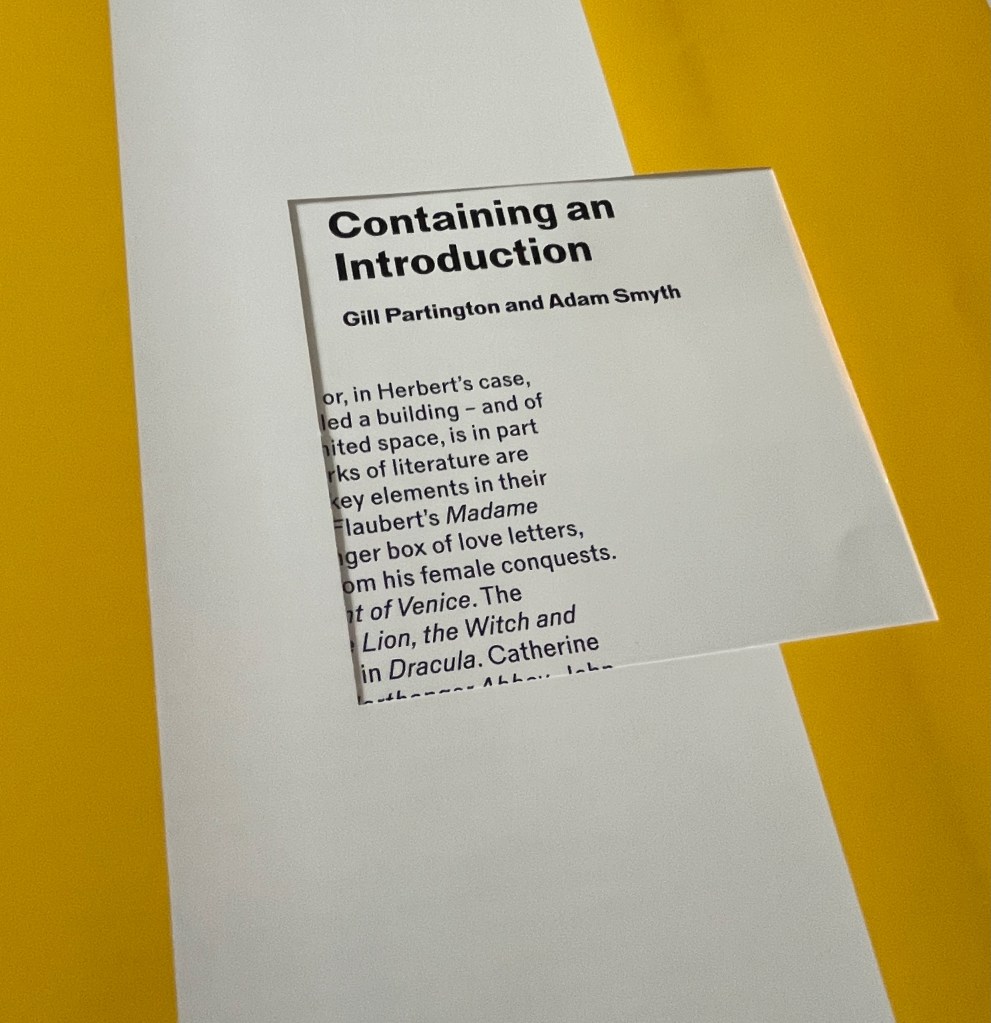 Containing an
Introduction
Gill Partington and Adam Smyth
or, in Herbert's case,
led a building – and of
ited space, is in part
rks of literature are
key elements in their
Flaubert's Madame
ger box of love letters,
om his female conquests.
t of Venice. The
Lion, the Witch and
in Dracula. Catherine